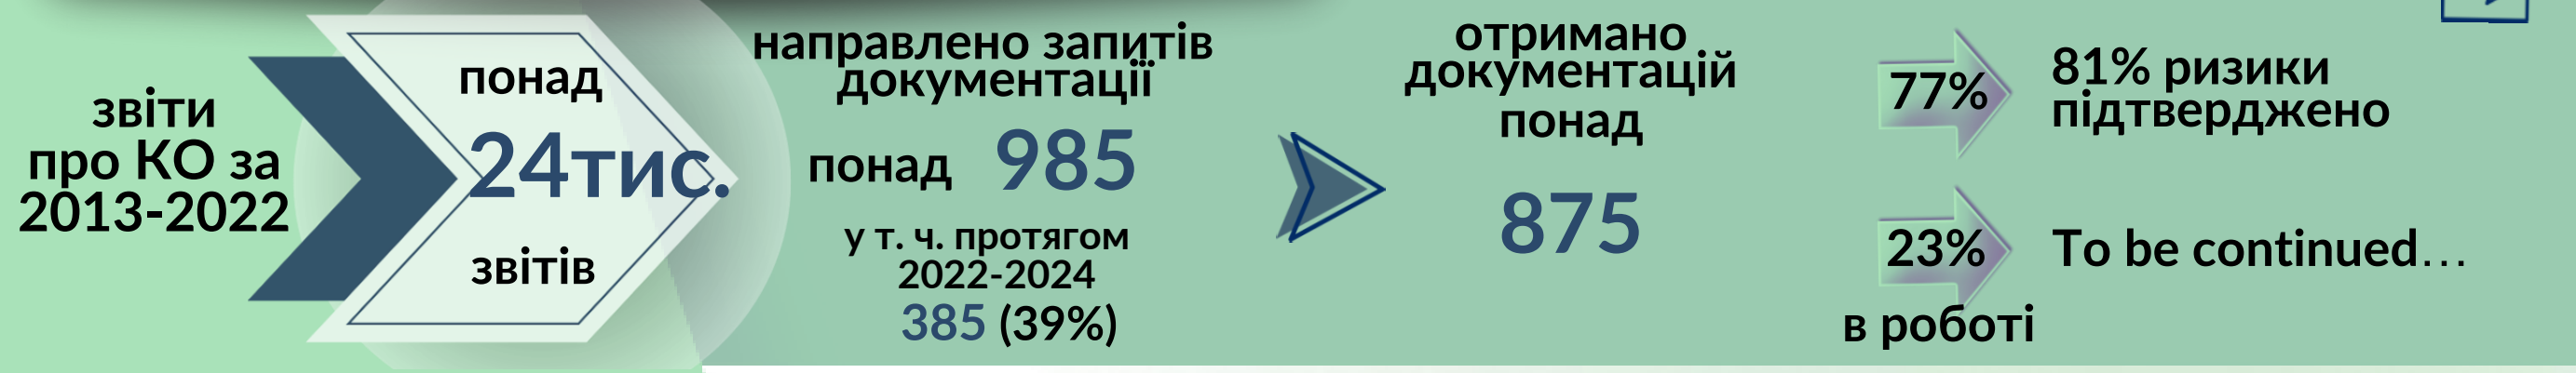 звіти
про КО за
2013-2022
понад
24тис.
звітів
направлено запитів
документації
понад 985
у т. ч. протягом
2022-2024
385 (39%)
отримано
документацій
понад
875
77%
81% ризики
підтверджено
23%
To be continued…
в роботі